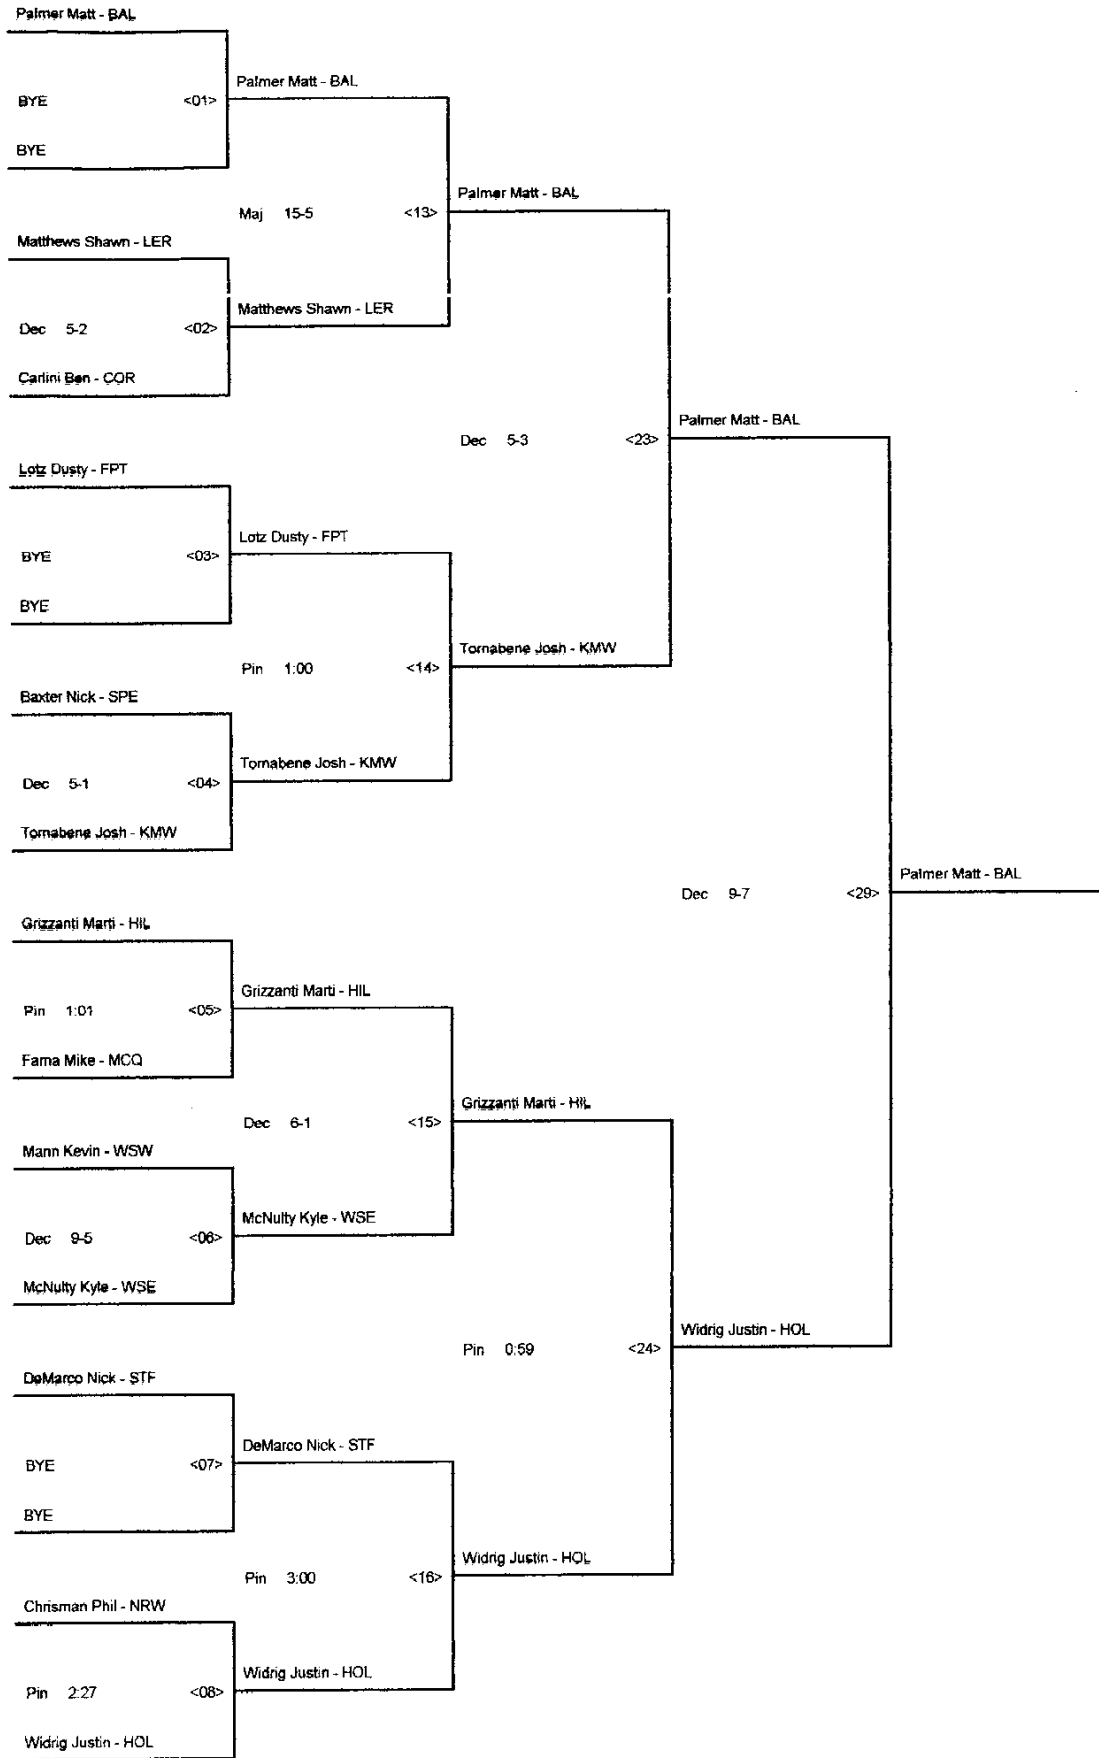 Palmer Matt - BAL
Palmer Matt - BAL
BYE <01>
BYE
Palmer Matt - BAL
Maj 15-5 <13>
Matthews Shawn - LER
Matthews Shawn - LER
Dec 5-2 <02>
Carlini Ben - COR
Palmer Matt - BAL
Dec 5-3 <23>
Lotz Dusty - FPT
Lotz Dusty - FPT
BYE <03>
BYE
Tornabene Josh - KMW
Pin 1:00 <14>
Baxter Nick - SPE
Tornabene Josh - KMW
Dec 5-1 <04>
Tornabene Josh - KMW
Palmer Matt - BAL
Dec 9-7 <29>
Grizzanti Marti - HIL
Grizzanti Marti - HIL
Pin 1:01 <05>
Fama Mike - MCQ
Grizzanti Marti - HIL
Dec 6-1 <15>
Mann Kevin - WSW
McNulty Kyle - WSE
Dec 9-5 <06>
McNulty Kyle - WSE
Widrig Justin - HOL
Pin 0:59 <24>
DeMarco Nick - STF
DeMarco Nick - STF
BYE <07>
BYE
Widrig Justin - HOL
Pin 3:00 <16>
Chrisman Phil - NRW
Widrig Justin - HOL
Pin 2:27 <08>
Widrig Justin - HOL